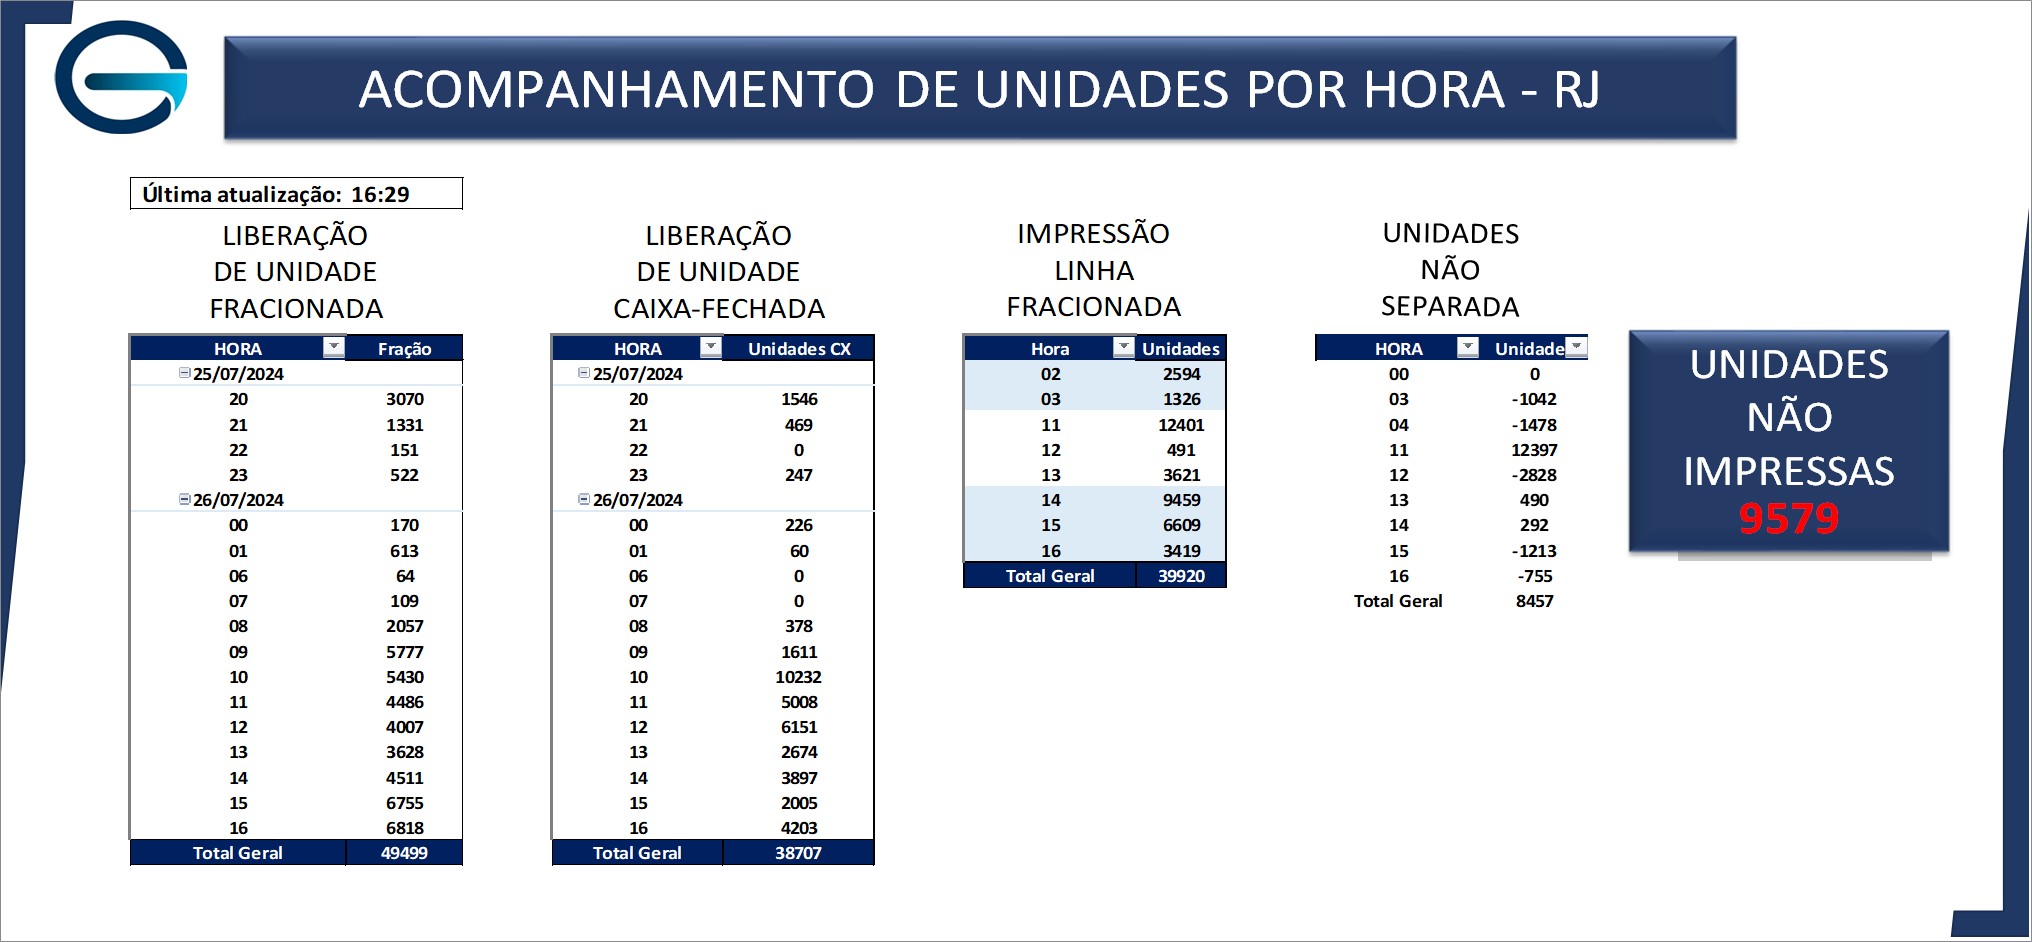 ACOMPANHAMENTO DE UNIDADES POR HORA - RJ
Última atualização: 16:29
LIBERAÇÃO
DE UNIDADE
FRACIONADA
HORA Fração
25/07/2024
20 3070
21 1331
22 151
23 522
26/07/2024
00 170
01 613
06 64
07 109
08 2057
09 5777
10 5430
11 4486
12 4007
13 3628
14 4511
15 6755
16 6818
Total Geral 49499
LIBERAÇÃO
DE UNIDADE
CAIXA-FECHADA
HORA Unidades CX
25/07/2024
20 1546
21 469
22 0
23 247
26/07/2024
00 226
01 60
06 0
07 0
08 378
09 1611
10 10232
11 5008
12 6151
13 2674
14 3897
15 2005
16 4203
Total Geral 38707
IMPRESSÃO
LINHA
FRACIONADA
Hora Unidades
02 2594
03 1326
11 12401
12 491
13 3621
14 9459
15 6609
16 3419
Total Geral 39920
UNIDADES
NÃO
SEPARADA
HORA Unidade
00 0
03 -1042
04 -1478
11 12397
12 -2828
13 490
14 292
15 -1213
16 -755
Total Geral 8457
UNIDADES
NÃO
IMPRESSAS
9579